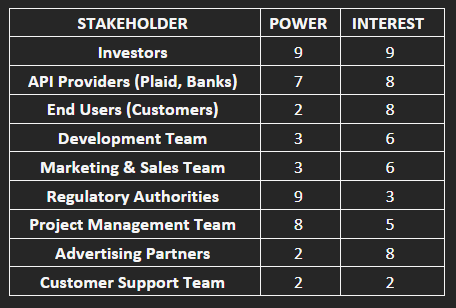 STAKEHOLDER POWER INTEREST
Investors 9 9
API Providers (Plaid, Banks) 7 8
End Users (Customers) 2 8
Development Team 3 6
Marketing & Sales Team 3 6
Regulatory Authorities 9 3
Project Management Team 8 5
Advertising Partners 2 8
Customer Support Team 2 2